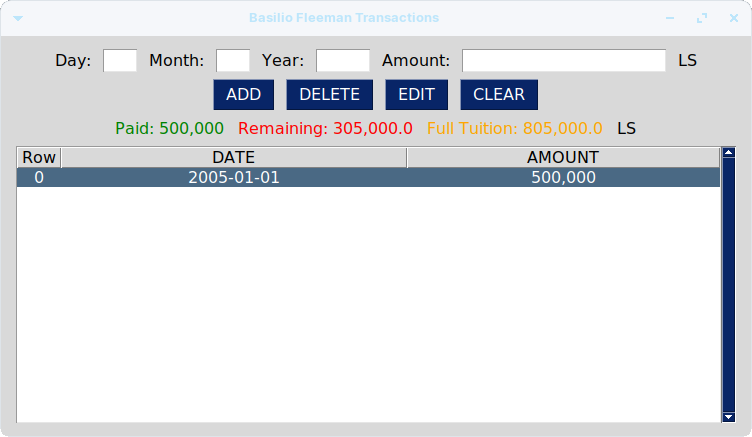 Basilio Fleeman Transactions
Day: Month: Year: Amount: LS
ADD DELETE EDIT CLEAR
Paid: 500,000 Remaining: 305,000.0 Full Tuition: 805,000.0 LS
Row DATE AMOUNT
0 2005-01-01 500,000